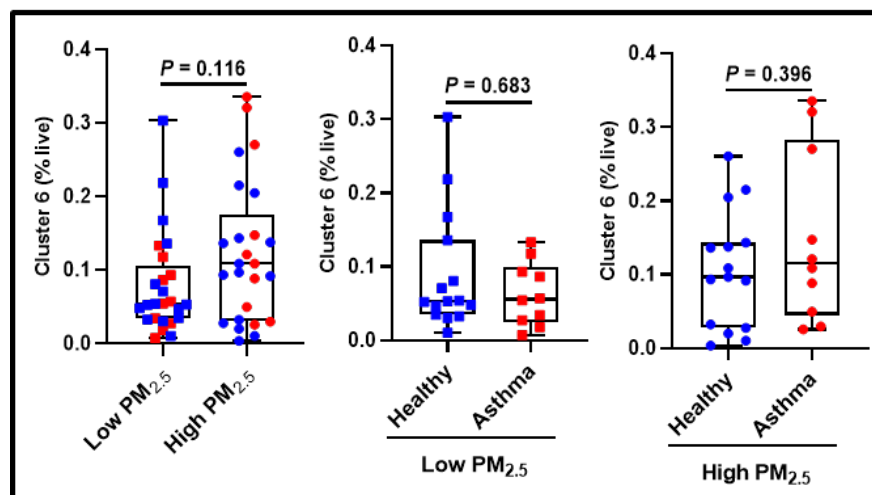 Cluster 6 (% live)
0.4
0.3
0.2
0.1
0.0
P = 0.116
Low PM2.5
High PM2.5
Cluster 6 (% live)
0.4
0.3
0.2
0.1
0.0
P = 0.683
Healthy
Asthma
Low PM2.5
Cluster 6 (% live)
0.4
0.3
0.2
0.1
0.0
P = 0.396
Healthy
Asthma
High PM2.5